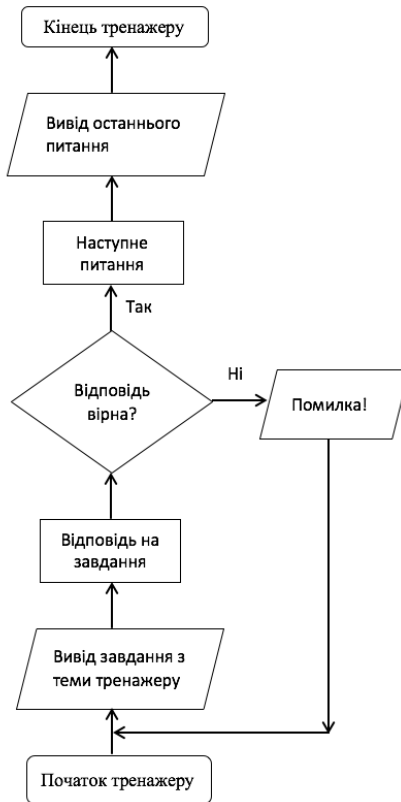 Кінець тренажеру
Вивід останнього
питання
Наступне
питання
Так
Відповідь
вірна?
Ні
Помилка!
Відповідь на
завдання
Вивід завдання з
теми тренажеру
Початок тренажеру